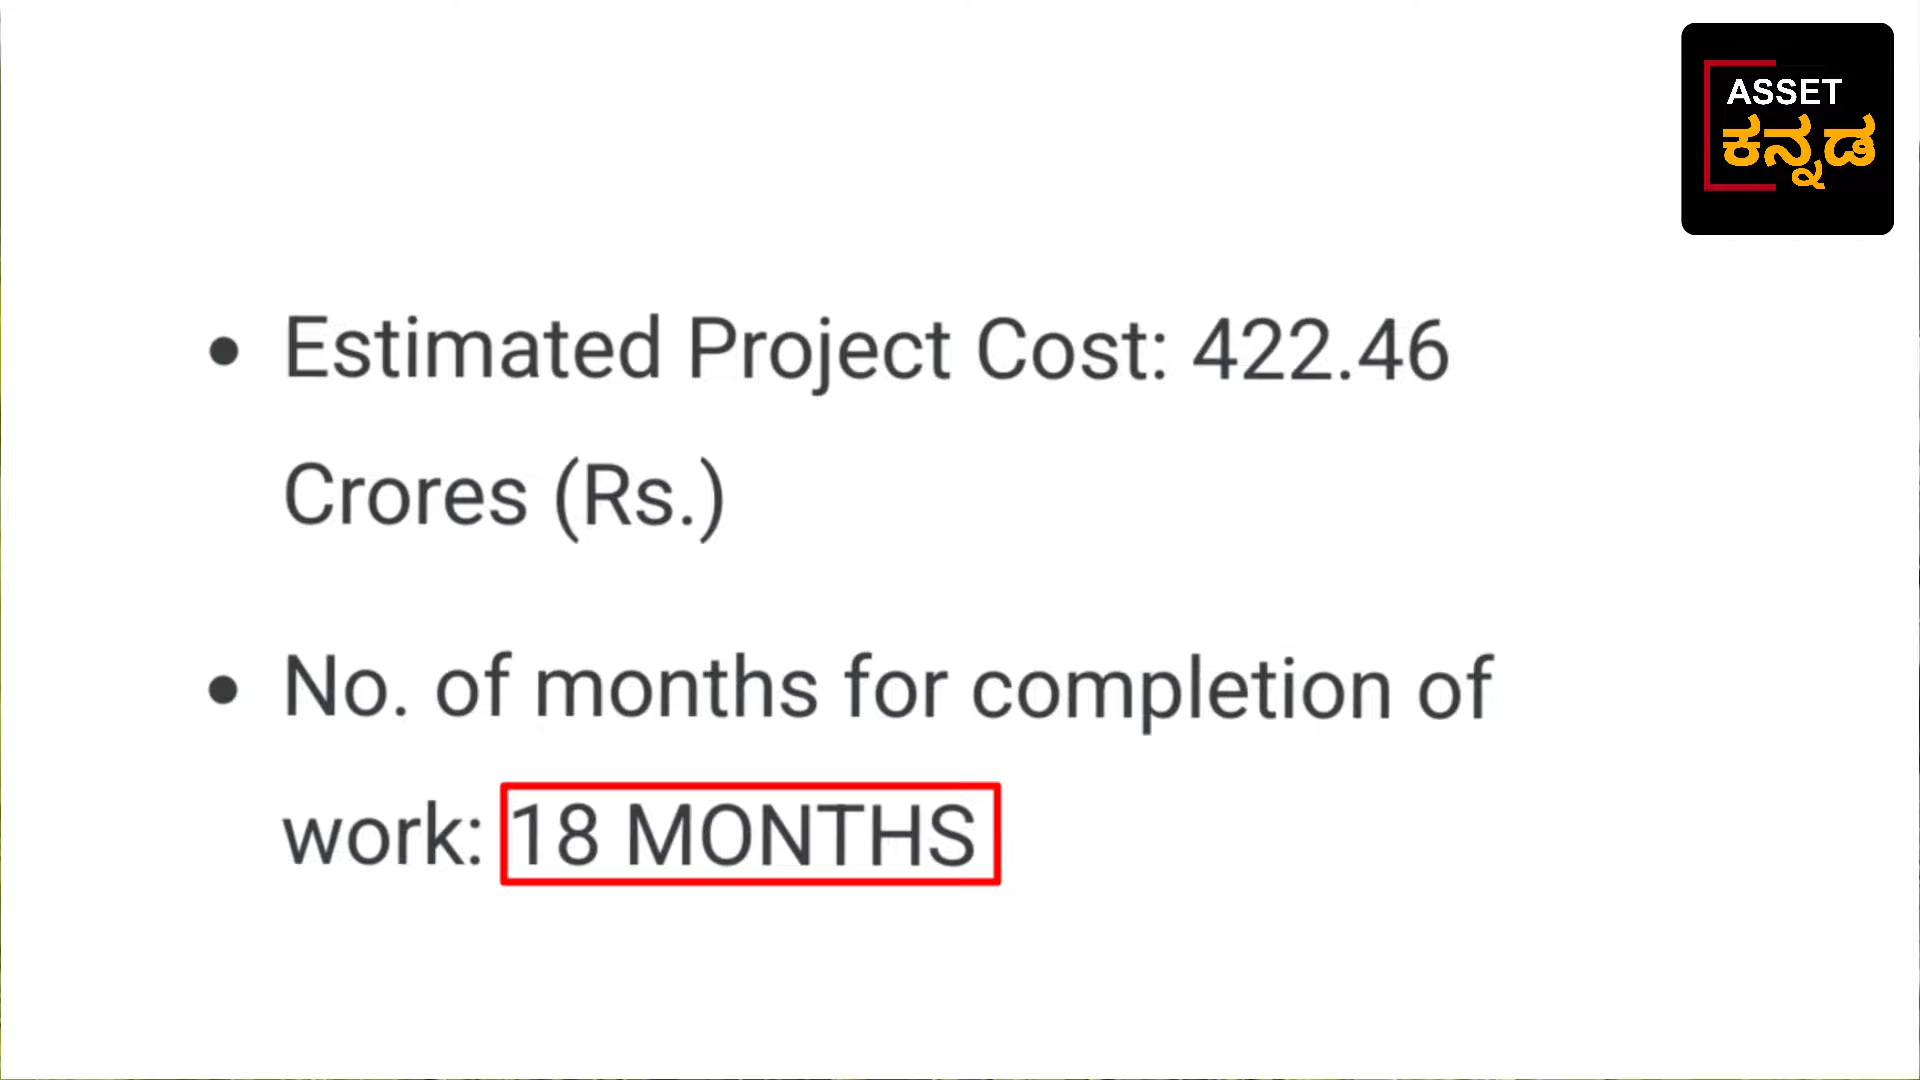 ASSET
ಕನ್ನಡ
• Estimated Project Cost: 422.46
Crores (Rs.)
• No. of months for completion of
work: 18 MONTHS